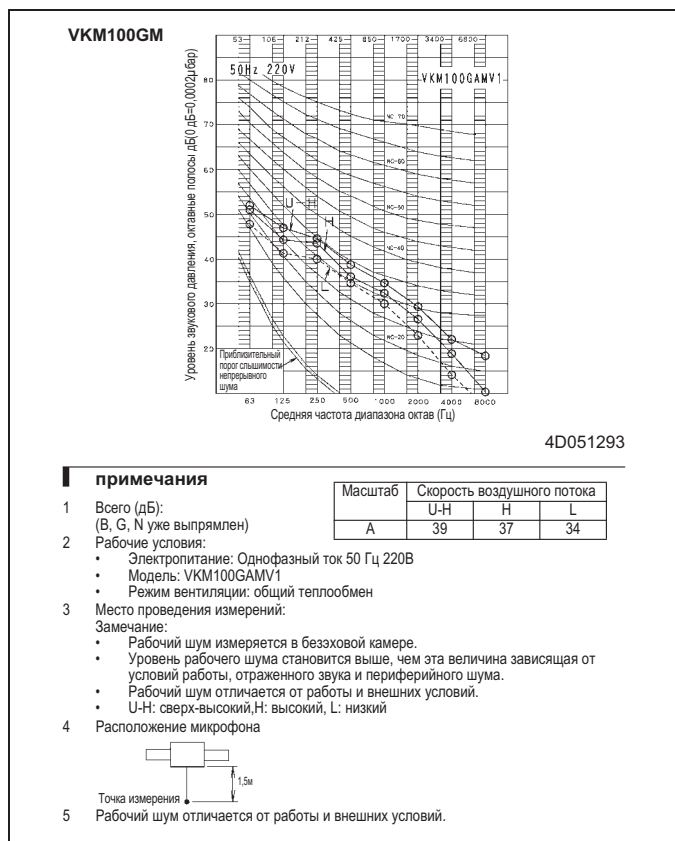 VKM100GM
53 106 212 425 850 1700 3400 6800
50Hz 220V
VKM100GAMV1
Уровень звукового давления, октавные полосы дБ(0 дБ=0,0002μбар)
80
70
60
50
40
30
20
NC-70
NC-60
NC-50
NC-40
NC-20
U-H
H
L
Приблизительный
порог слышимости
непрерывного
шума
63 125 250 500 1000 2000 4000 8000
Средняя частота диапазона октав (Гц)
4D051293
примечания
1 Всего (дБ):
(B, G, N уже выпрямлен)
Масштаб Скорость воздушного потока
U-H H L
A 39 37 34
2 Рабочие условия:
• Электропитание: Однофазный ток 50 Гц 220В
• Модель: VKM100GAMV1
• Режим вентиляции: общий теплообмен
3 Место проведения измерений:
Замечание:
• Рабочий шум измеряется в безэховой камере.
• Уровень рабочего шума становится выше, чем эта величина зависящая от
условий работы, отраженного звука и периферийного шума.
• Рабочий шум отличается от работы и внешних условий.
• U-H: сверх-высокий,H: высокий, L: низкий
4 Расположение микрофона
1,5м
Точка измерения
5 Рабочий шум отличается от работы и внешних условий.